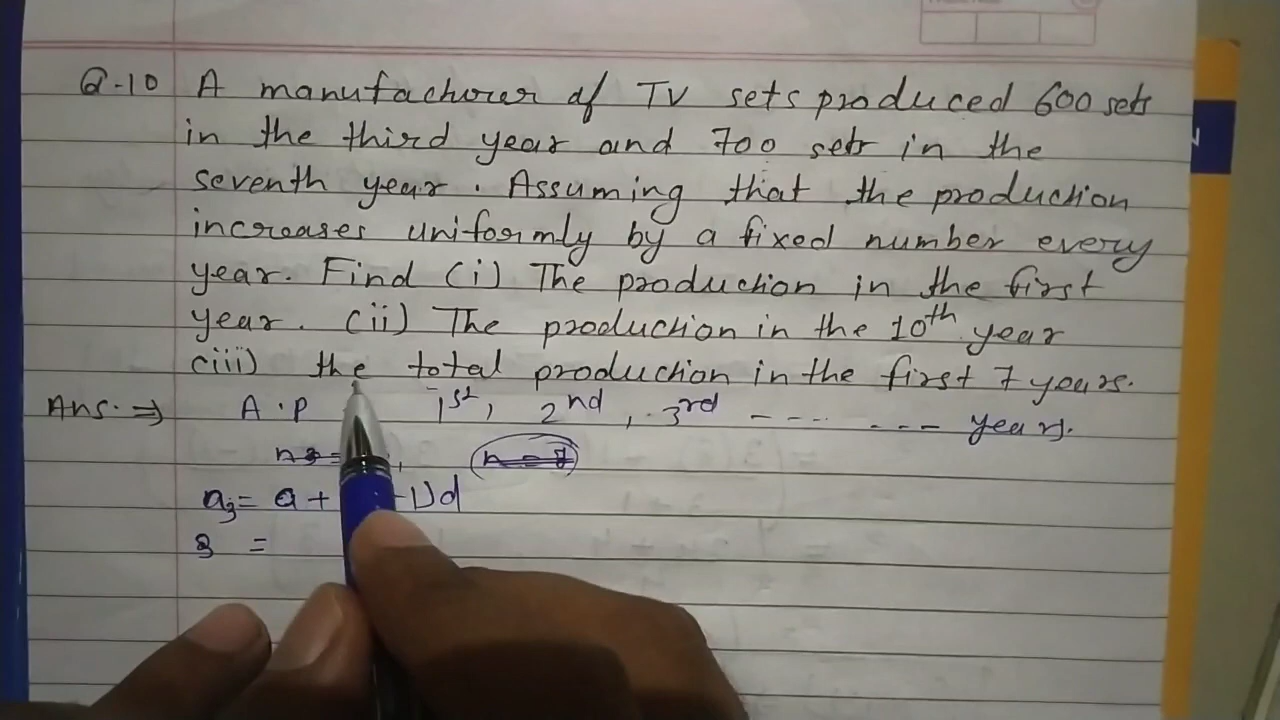 Q.10 A manufacturer of TV sets produced 600 sets
in the third year and 700 sets in the
seventh year. Assuming that the production
increases uniformly by a fixed number every
year. Find (i) The production in the first
year. (ii) The production in the 10th year
(iii) the total production in the first 7 years.
Ans. ⇒ A.P 1st, 2nd, 3rd ---- --- years.
n = 7
a3 = a + -1)d
3 =